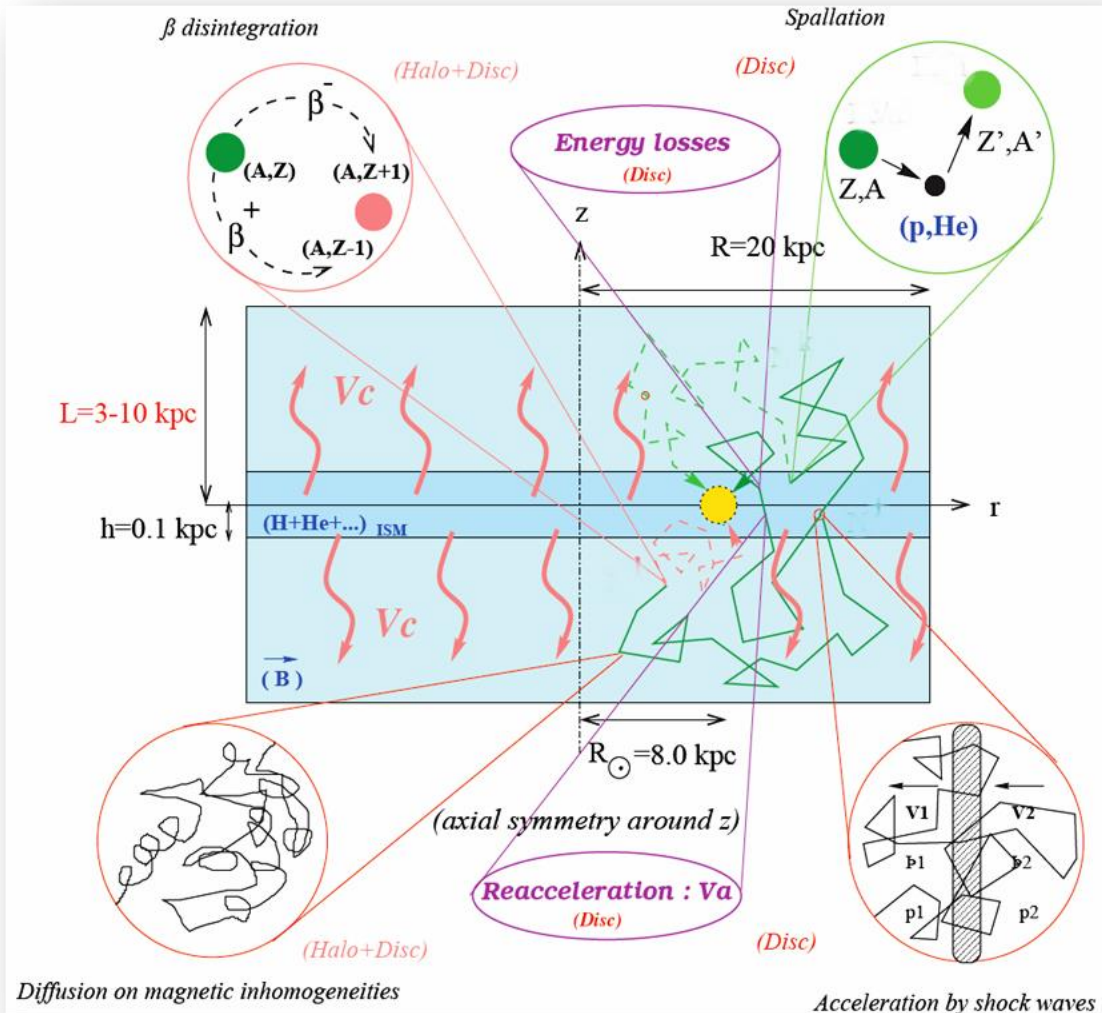 β disintegration
Spallation
(Halo+Disc)
(Disc)
β-
(A,Z)
(A,Z+1)
β+
(A,Z-1)
Energy losses
(Disc)
Z,A
Z',A'
(p,He)
z
R=20 kpc
Vc
L=3-10 kpc
h=0.1 kpc
(H+He+...) ISM
r
Vc
(B)
R☉=8.0 kpc
(axial symmetry around z)
V1
V2
Þ1
Þ2
p1
p2
Reacceleration : Va
(Disc)
(Halo+Disc)
(Disc)
Diffusion on magnetic inhomogeneities
Acceleration by shock waves